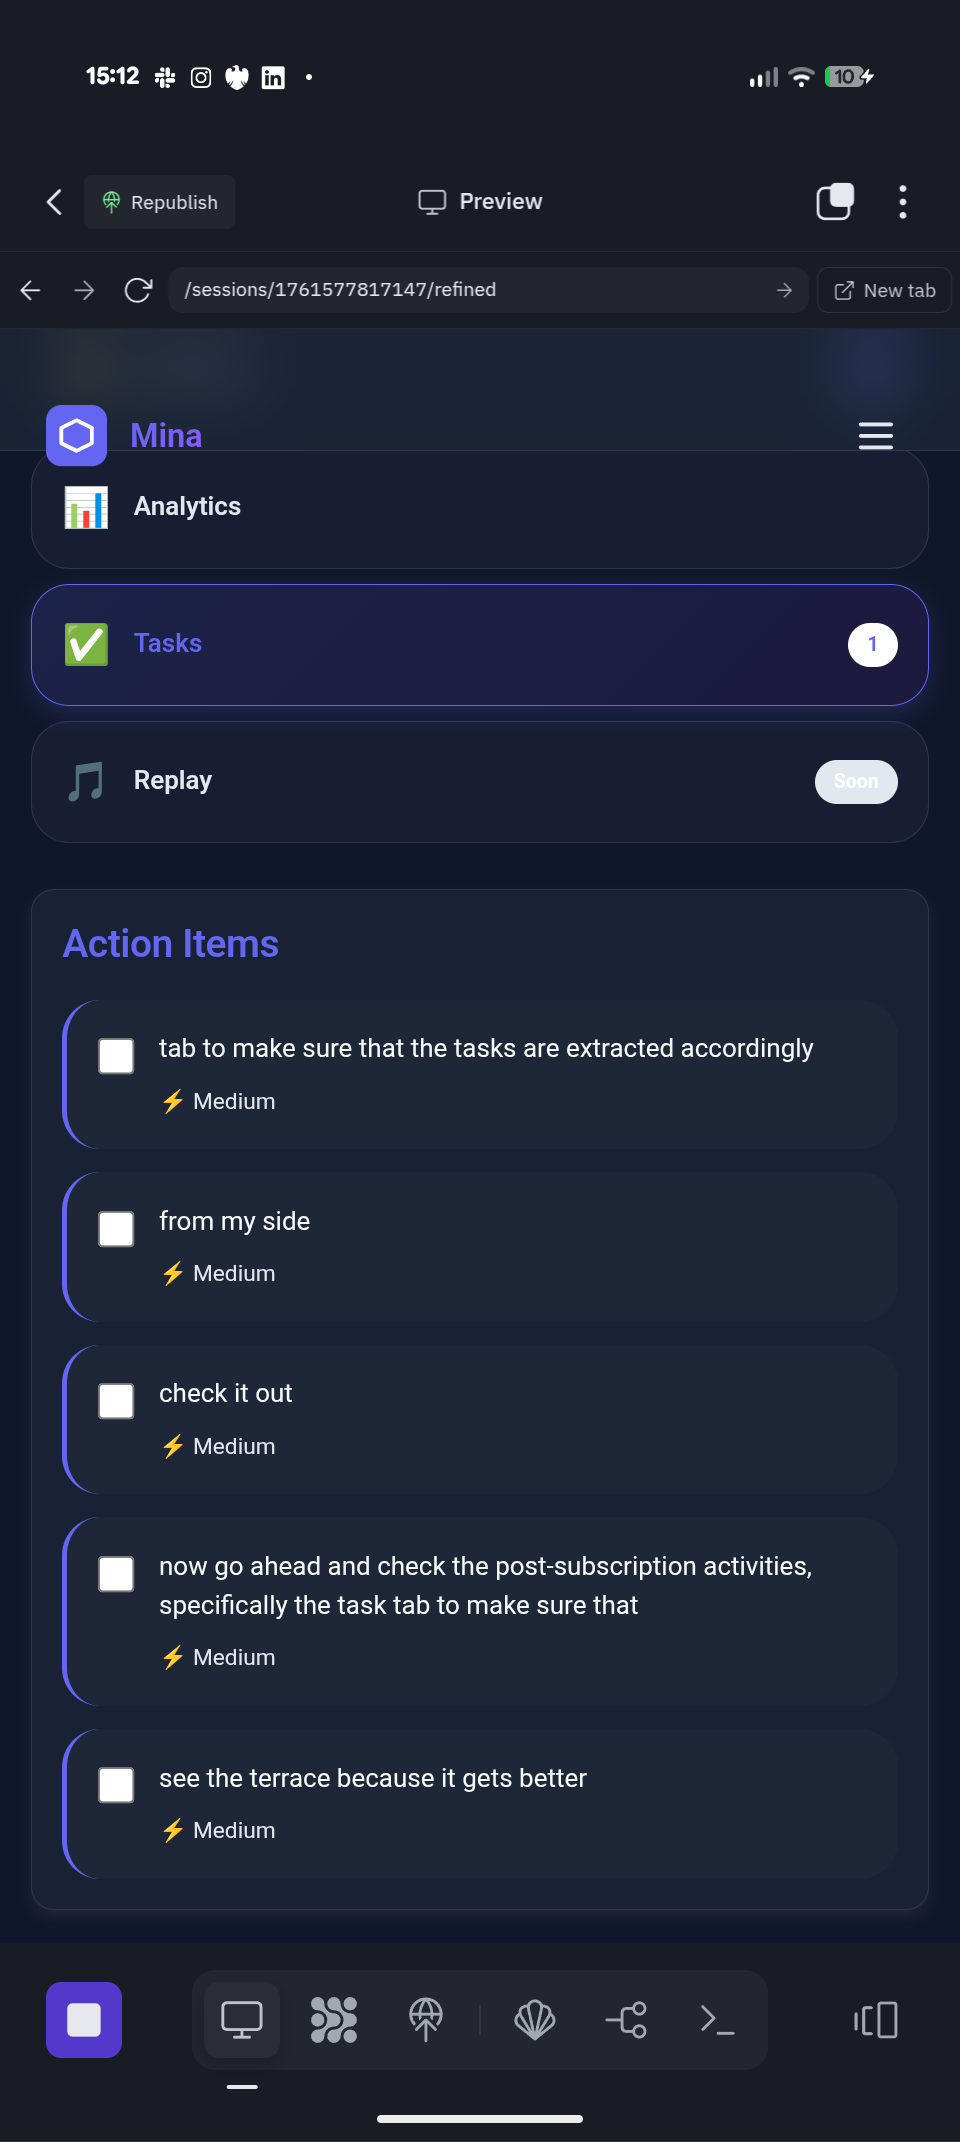 15:12
10
Republish
Preview
/sessions/1761577817147/refined
New tab
Mina
Analytics
Tasks
1
Replay
Soon
Action Items
tab to make sure that the tasks are extracted accordingly
⚡ Medium
from my side
⚡ Medium
check it out
⚡ Medium
now go ahead and check the post-subscription activities,
specifically the task tab to make sure that
⚡ Medium
see the terrace because it gets better
⚡ Medium